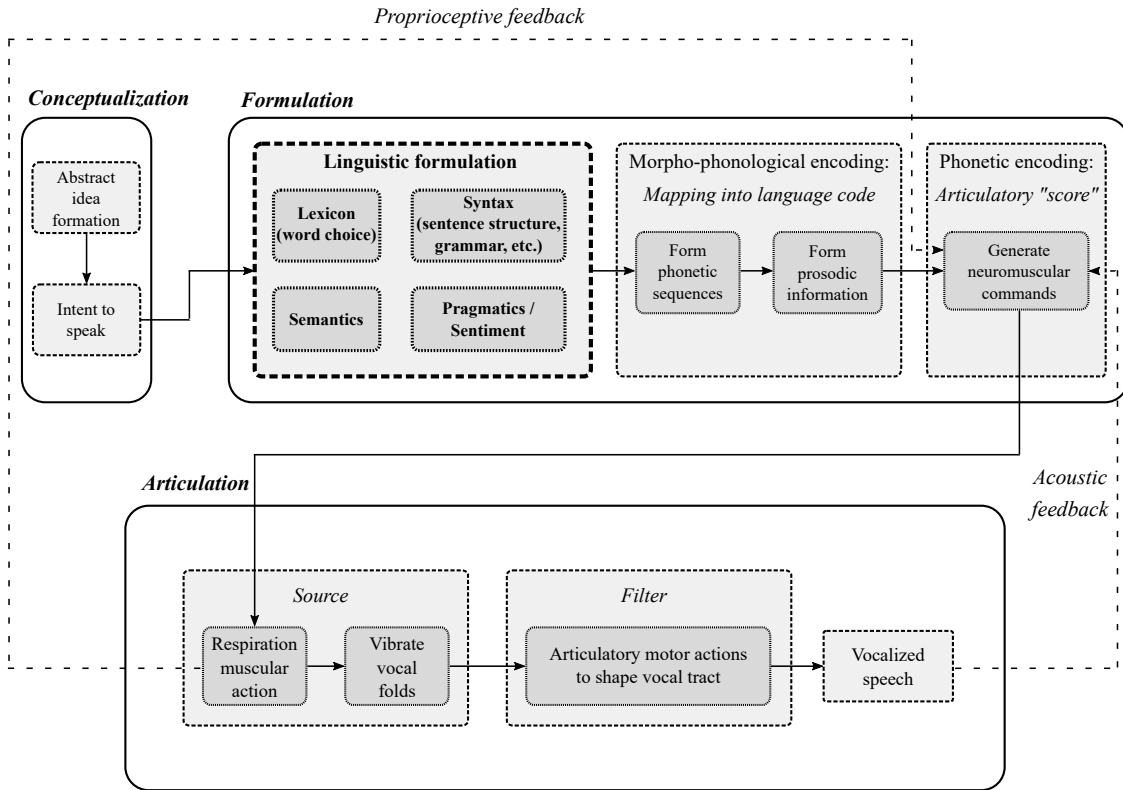 Proprioceptive feedback
Conceptualization
Abstract
idea
formation
Intent to
speak
Formulation
Linguistic formulation
Lexicon
(word choice)
Syntax
(sentence structure,
grammar, etc.)
Semantics
Pragmatics /
Sentiment
Morpho-phonological encoding:
Mapping into language code
Form
phonetic
sequences
Form
prosodic
information
Phonetic encoding:
Articulatory "score"
Generate
neuromuscular
commands
Acoustic
feedback
Articulation
Source
Respiration
muscular
action
Vibrate
vocal
folds
Filter
Articulatory motor actions
to shape vocal tract
Vocalized
speech